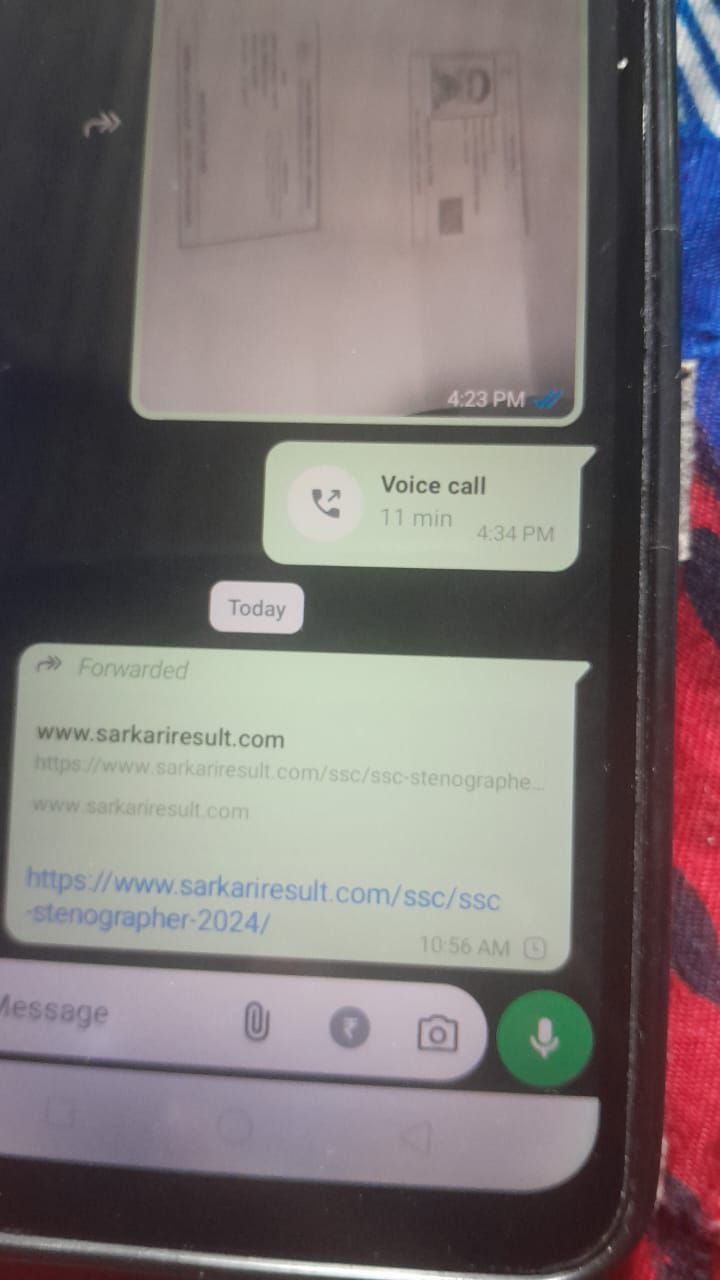 4:23 PM
Voice call
11 min
4:34 PM
Today
Forwarded
www.sarkariresult.com
https://www.sarkariresult.com/ssc/ssc-stenographe...
www.sarkariresult.com
https://www.sarkariresult.com/ssc/ssc
-stenographer-2024/
10:56 AM
Message